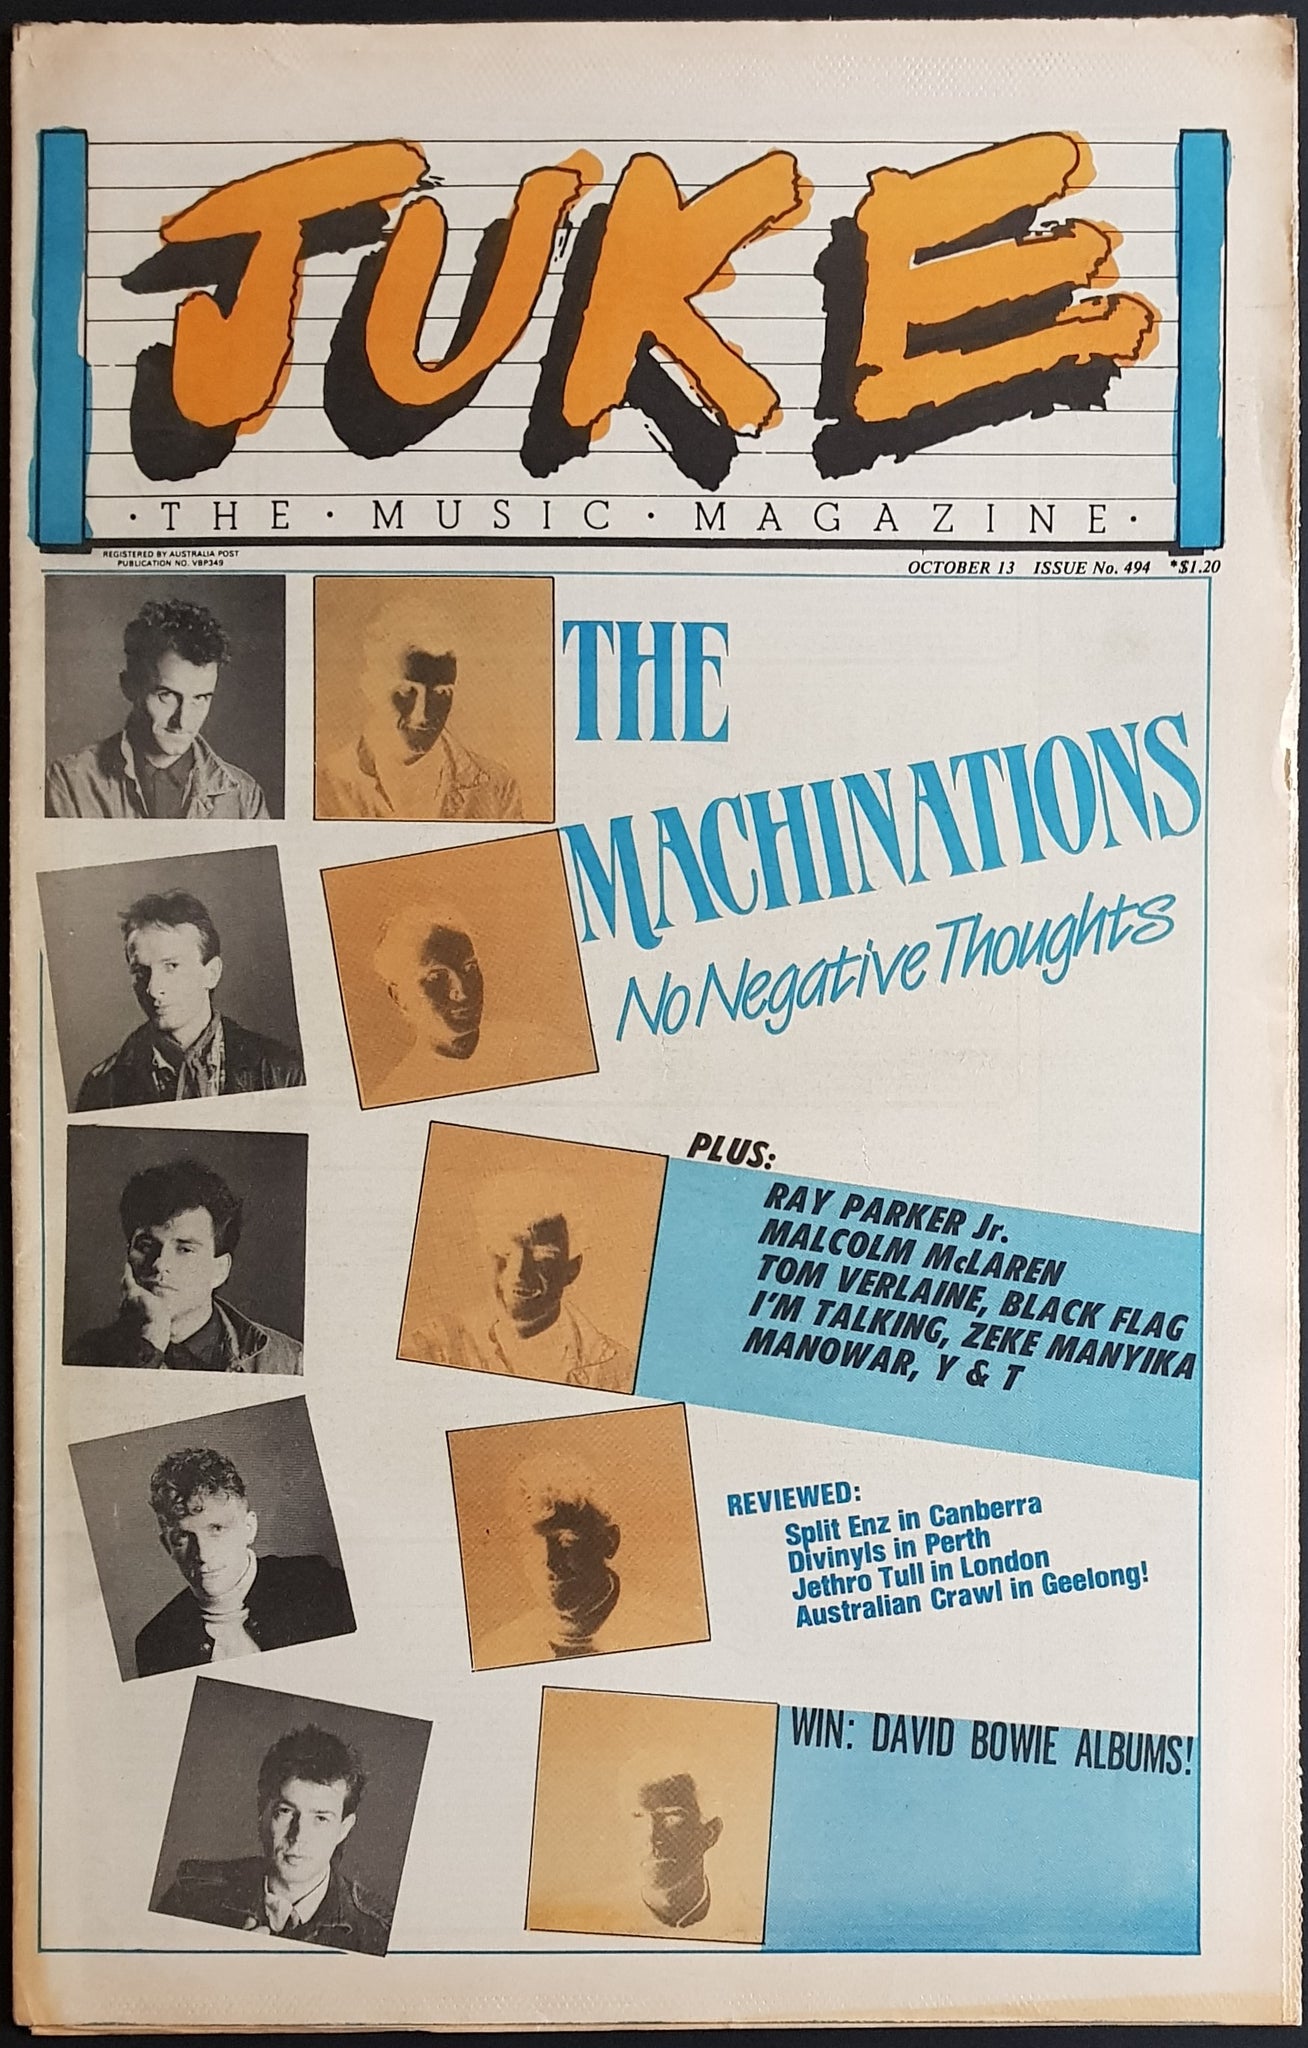 JUKE
·THE·MUSIC·MAGAZINE·
REGISTERED BY AUSTRALIA POST
PUBLICATION NO. VBP349
OCTOBER 13 ISSUE No. 494 *$1.20
THE
MACHINATIONS
No Negative Thoughts
PLUS:
RAY PARKER Jr.
MALCOLM McLAREN
TOM VERLAINE, BLACK FLAG
I'M TALKING, ZEKE MANYIKA
MANOWAR, Y & T
REVIEWED:
Split Enz in Canberra
Divinyls in Perth
Jethro Tull in London
Australian Crawl in Geelong!
WIN: DAVID BOWIE ALBUMS!